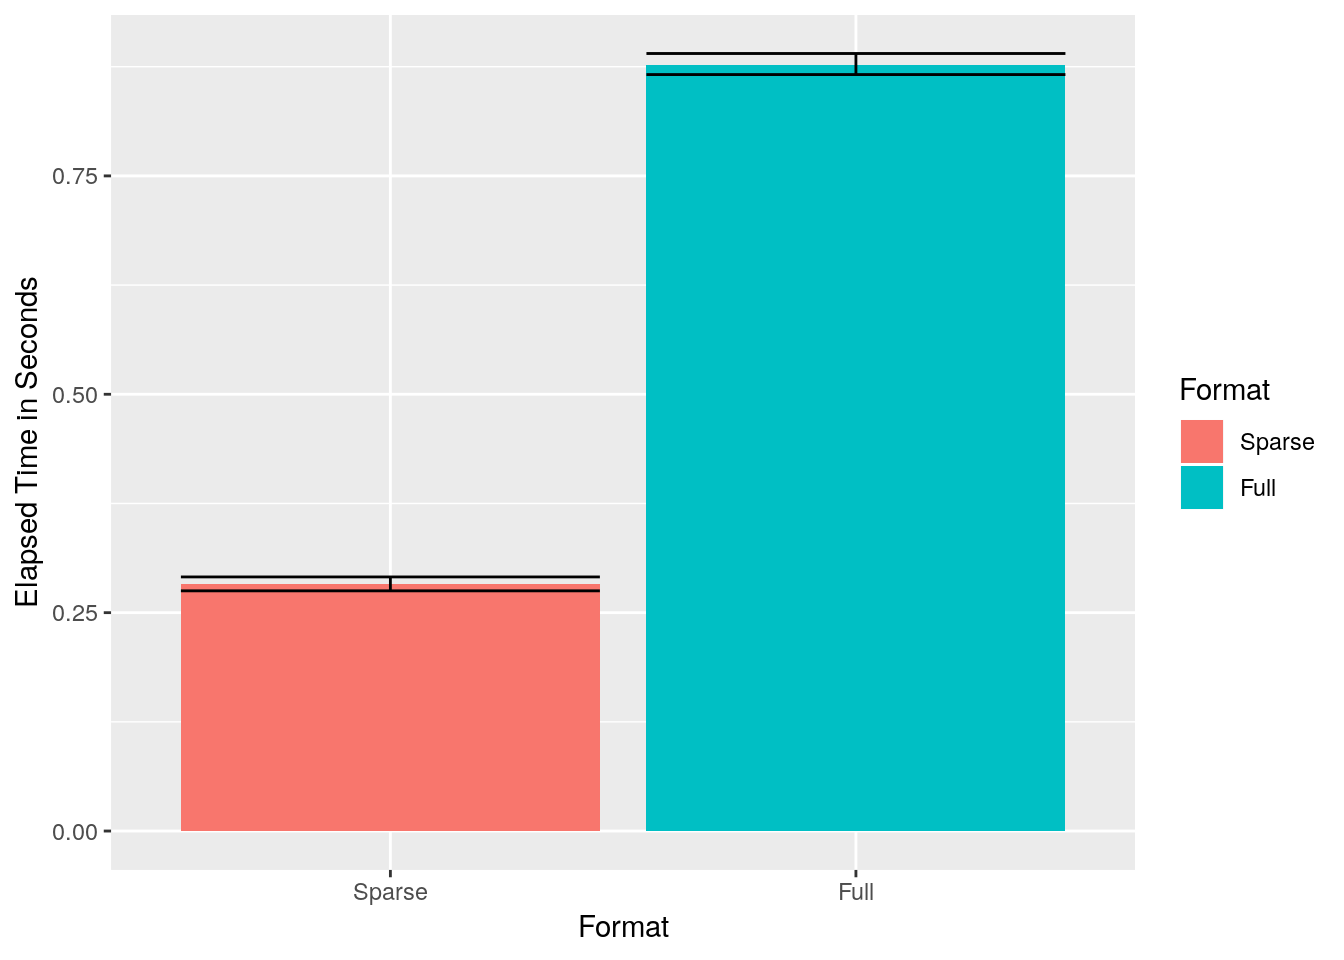 Elapsed Time in Seconds
0.75
0.50
0.25
0.00
Sparse
Full
Format
Format
Sparse
Full